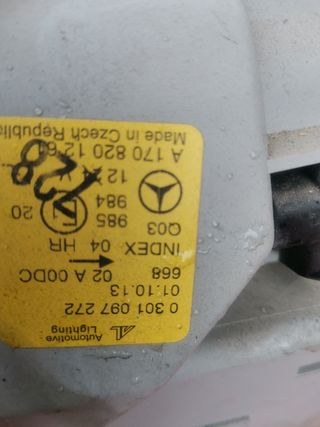 Automotive
Lighting
0 301 097 272
01.10.13
668 02 A 00DC
INDEX 04 HR
Q03 985
984 20
12
A 170 820 12 6
Made in Czech Republic